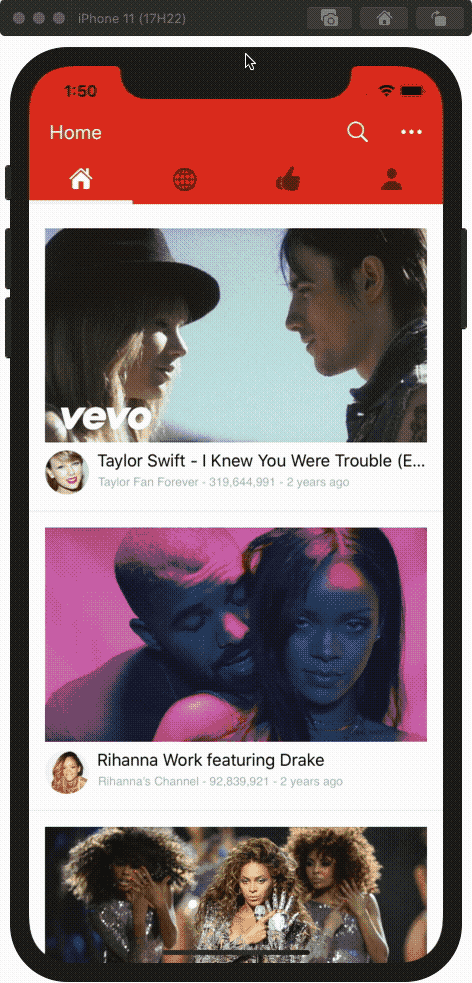 iPhone 11 (17H22)
1:50
Home
vevo
Taylor Swift - I Knew You Were Trouble (E...
Taylor Fan Forever - 319,644,991 - 2 years ago
Rihanna Work featuring Drake
Rihanna's Channel - 92,839,921 - 2 years ago